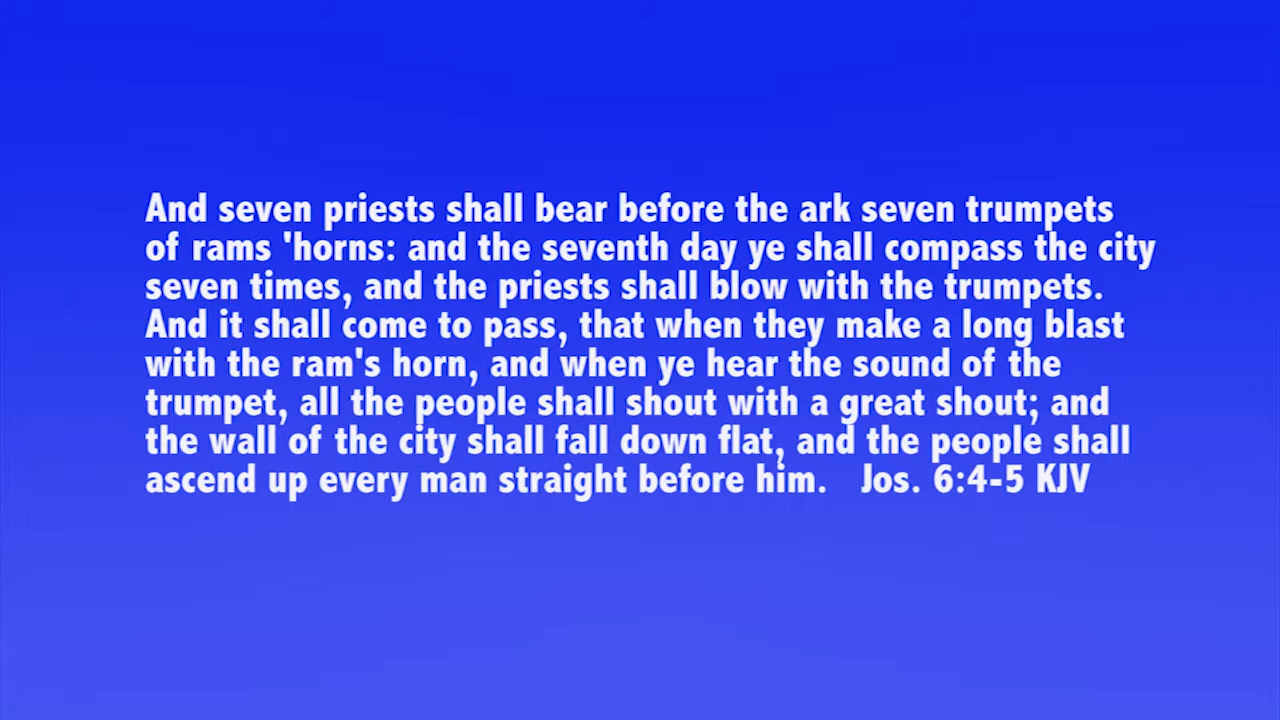 And seven priests shall bear before the ark seven trumpets
of rams 'horns: and the seventh day ye shall compass the city
seven times, and the priests shall blow with the trumpets.
And it shall come to pass, that when they make a long blast
with the ram's horn, and when ye hear the sound of the
trumpet, all the people shall shout with a great shout; and
the wall of the city shall fall down flat, and the people shall
ascend up every man straight before him. Jos. 6:4-5 KJV